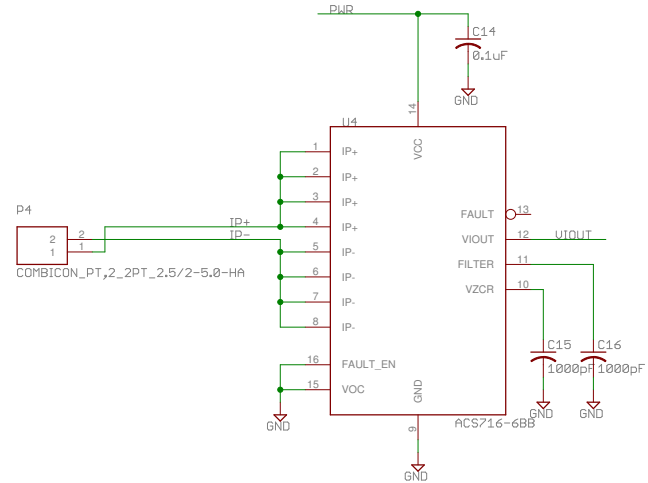 PWR
C14
0.1uF
GND
14
U4
VCC
1 IP+
2 IP+
3 IP+
P4
FAULT 13
IP+
4 IP+
2 2
IP-
VIOUT 12 VIOUT
1 1
5 IP-
FILTER 11
COMBICON_PT,2_2PT_2.5/2-5.0-HA
6 IP-
VZCR 10
7 IP-
8 IP-
C15 C16
16 FAULT_EN
1000pF 1000pF
15 VOC
GND
GND GND
GND
ACS716-6BB
9
GND